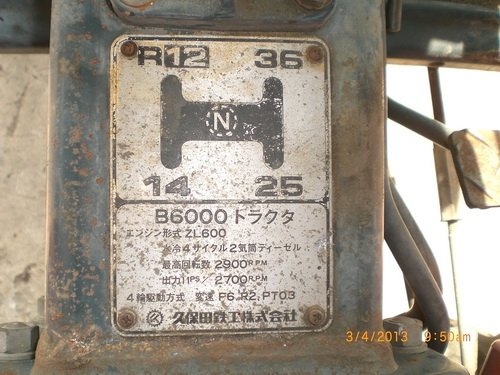 R12 36
N
14 25
B6000トラクタ
エンジン形式 ZL600
水冷4サイクル2気筒ディーゼル
最高回転数 2900RPM
出力11PS/2700RPM
4輪駆動方式 変速 F6,R2,PTO3
久保田鉄工株式会社
3/4/2013 9:50am